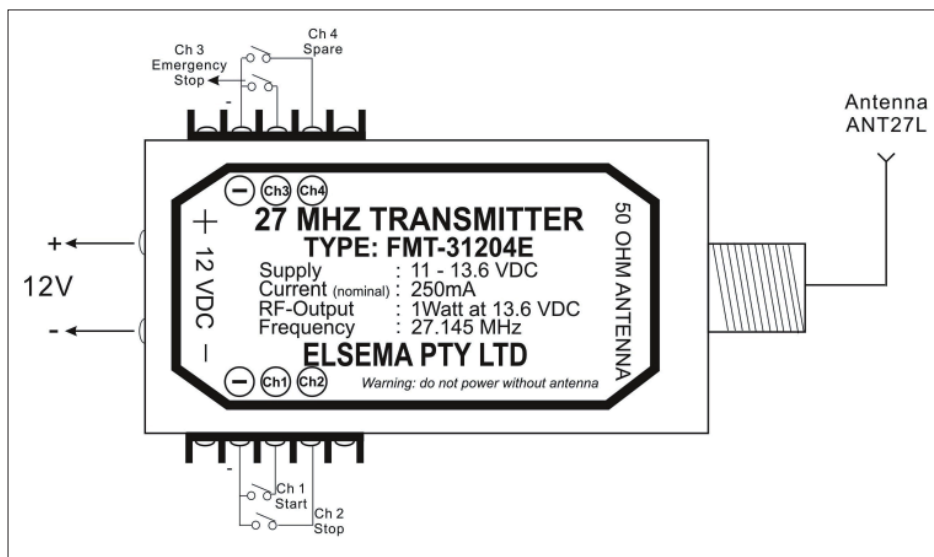 Ch 4
Spare
Ch 3
Emergency
Stop
-
Antenna
ANT27L
- Ch3 Ch4
27 MHZ TRANSMITTER
TYPE: FMT-31204E
Supply : 11 - 13.6 VDC
Current (nominal) : 250mA
RF-Output : 1Watt at 13.6 VDC
Frequency : 27.145 MHz
ELSEMA PTY LTD
Warning: do not power without antenna
- Ch1 Ch2
+ 12 VDC -
50 OHM ANTENNA
+
12V
-
-
Ch 1
Start
Ch 2
Stop